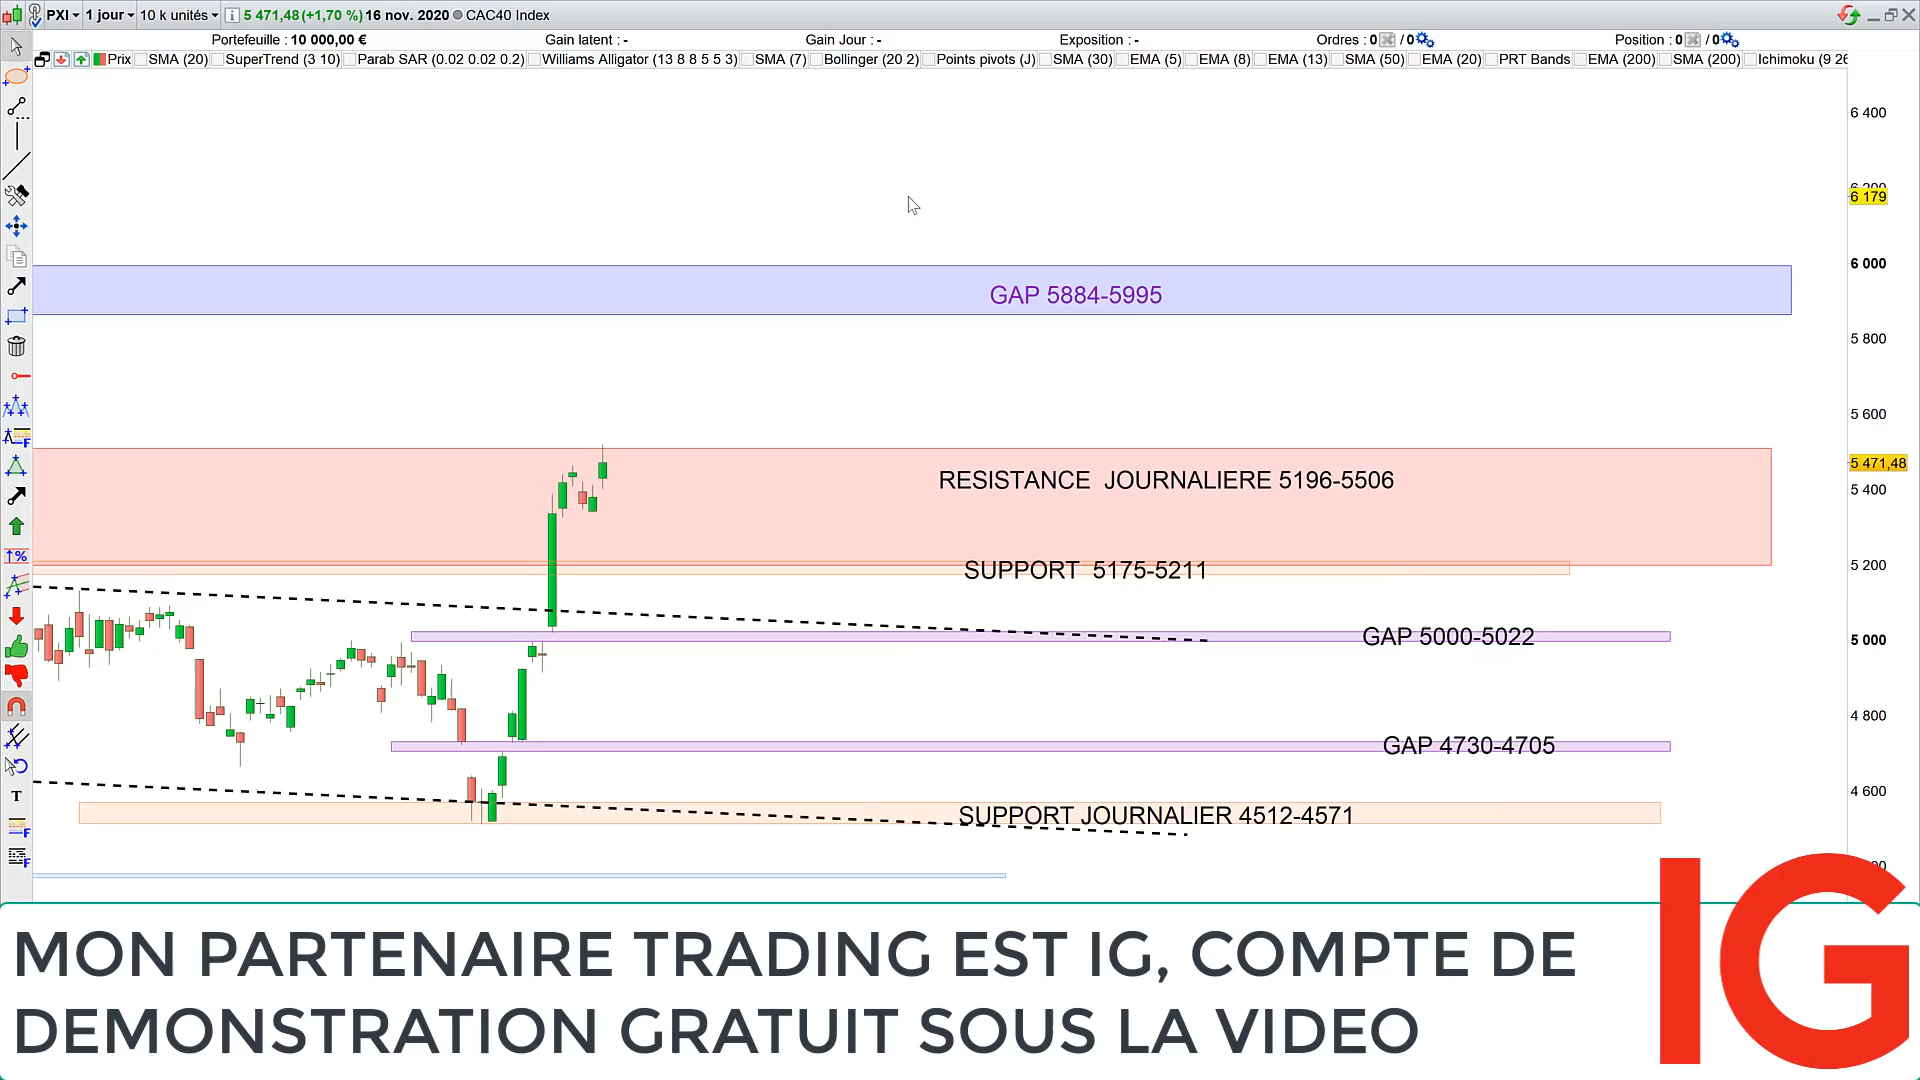 PXI 1 jour 10 k unités 5 471,48 (+1,70 %) 16 nov. 2020 CAC40 Index
Portefeuille : 10 000,00 € Gain latent : - Gain Jour : - Exposition : - Ordres : 0 / 0 Position : 0 / 0
Prix SMA (20) SuperTrend (3 10) Parab SAR (0.02 0.02 0.2) Williams Alligator (13 8 8 5 5 3) SMA (7) Bollinger (20 2) Points pivots (J) SMA (30) EMA (5) EMA (8) EMA (13) SMA (50) EMA (20) PRT Bands EMA (200) SMA (200) Ichimoku (9 26
6 400
6 200
6 179
6 000
GAP 5884-5995
5 800
5 600
5 471,48
RESISTANCE JOURNALIERE 5196-5506
5 400
SUPPORT 5175-5211
5 200
GAP 5000-5022
5 000
4 800
GAP 4730-4705
4 600
SUPPORT JOURNALIER 4512-4571
MON PARTENAIRE TRADING EST IG, COMPTE DE
DEMONSTRATION GRATUIT SOUS LA VIDEO
IG